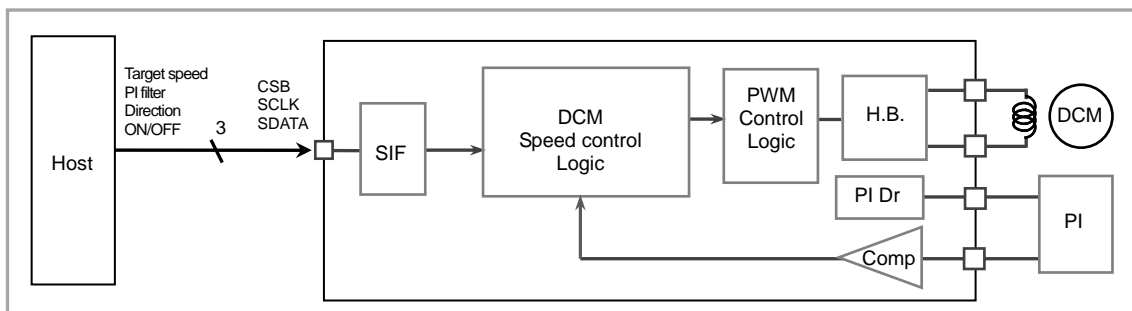 Host
Target speed
PI filter
Direction
ON/OFF
3
CSB
SCLK
SDATA
SIF
DCM
Speed control
Logic
PWM
Control
Logic
H.B.
DCM
PI Dr
PI
Comp